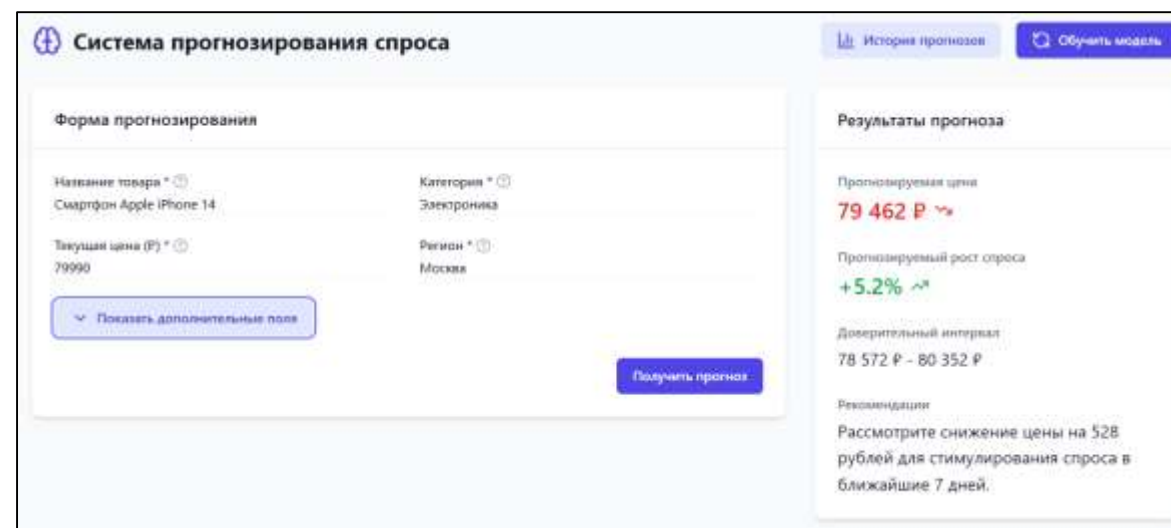 Система прогнозирования спроса
История прогнозов
Обучить модель
Форма прогнозирования
Название товара *
Смартфон Apple iPhone 14
Категория *
Электроника
Текущая цена (₽) *
79990
Регион *
Москва
Показать дополнительные поля
Получить прогноз
Результаты прогноза
Прогнозируемая цена
79 462 ₽
Прогнозируемый рост спроса
+5.2%
Доверительный интервал
78 572 ₽ - 80 352 ₽
Рекомендации
Рассмотрите снижение цены на 528
рублей для стимулирования спроса в
ближайшие 7 дней.